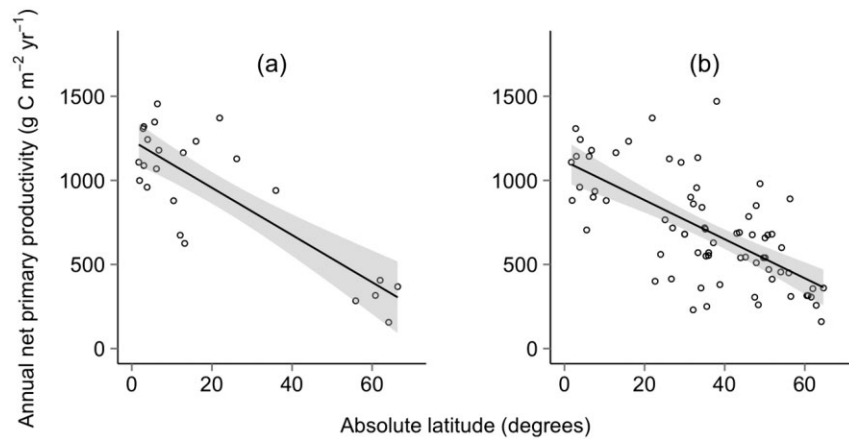 Annual net primary productivity (g C m⁻² yr⁻¹)
(a)
1500
1000
500
0
0 20 40 60
(b)
1500
1000
500
0
0 20 40 60
Absolute latitude (degrees)